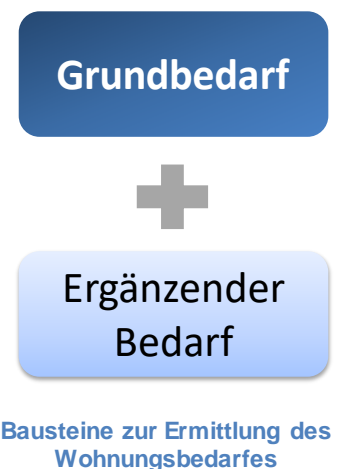 Grundbedarf
Ergänzender
Bedarf
Bausteine zur Ermittlung des
Wohnungsbedarfes